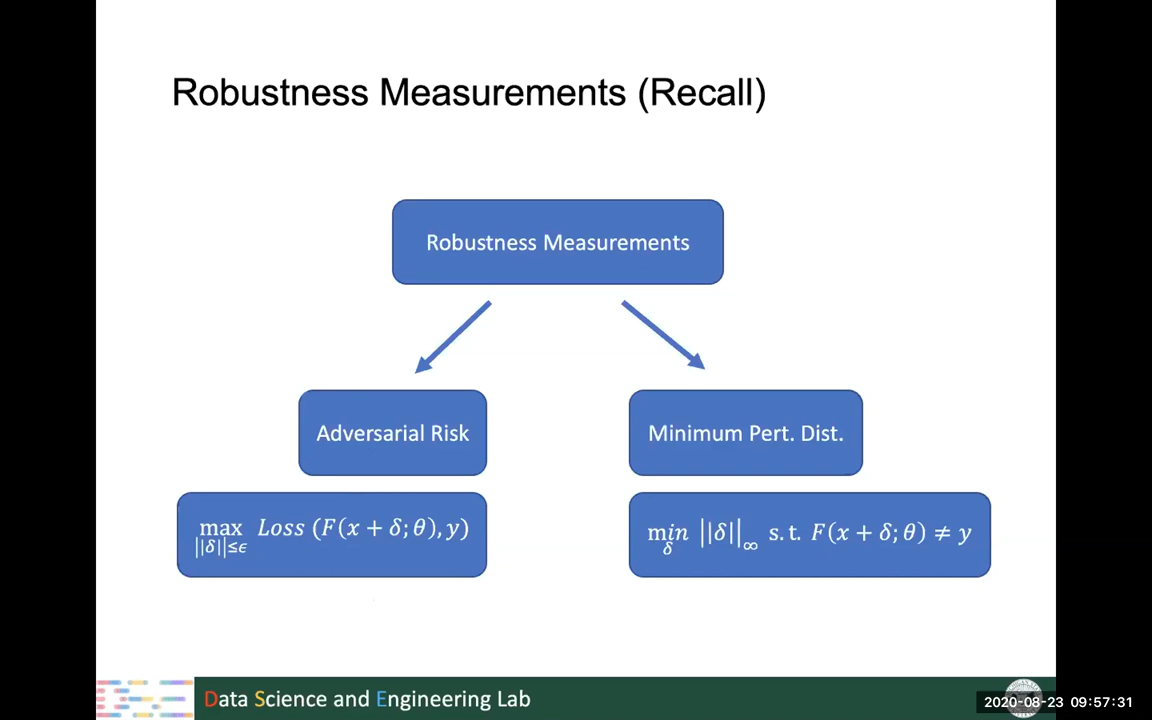 Robustness Measurements (Recall)
Robustness Measurements
Adversarial Risk
Minimum Pert. Dist.
max Loss (F(x + δ; θ), y)
||δ||≤ϵ
min ||δ||∞ s.t. F(x + δ; θ) ≠ y
δ
Data Science and Engineering Lab
2020-08-23 09:57:31